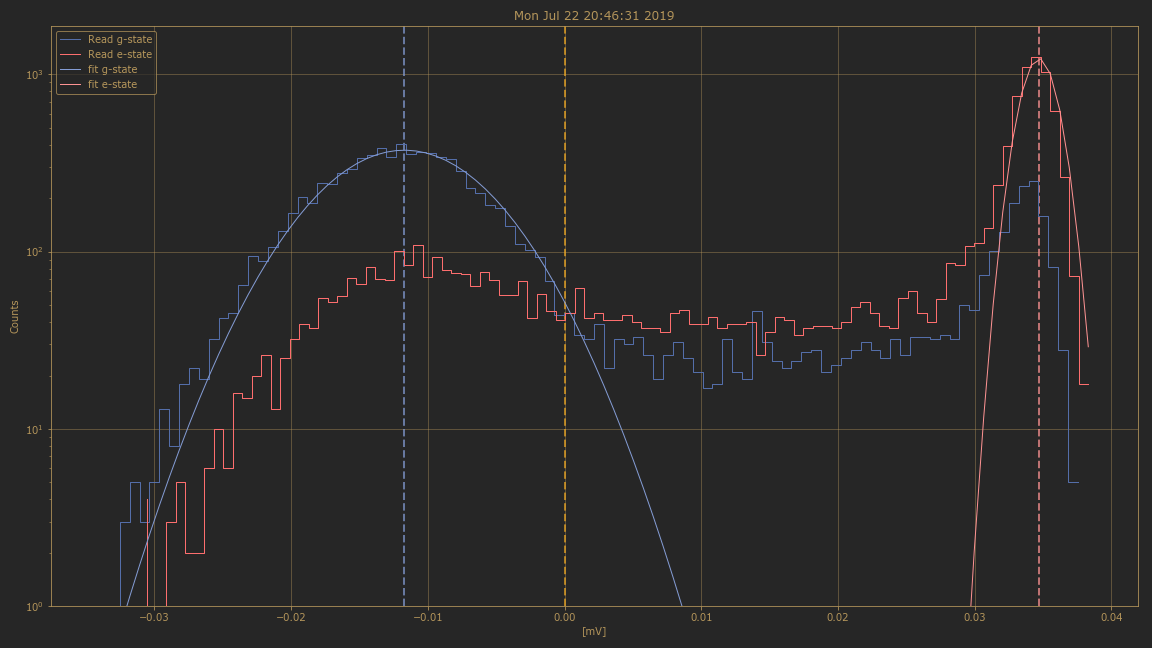 Mon Jul 22 20:46:31 2019
Read g-state
Read e-state
fit g-state
fit e-state
10³
10²
10¹
10⁰
Counts
−0.03 −0.02 −0.01 0.00 0.01 0.02 0.03 0.04
[mV]